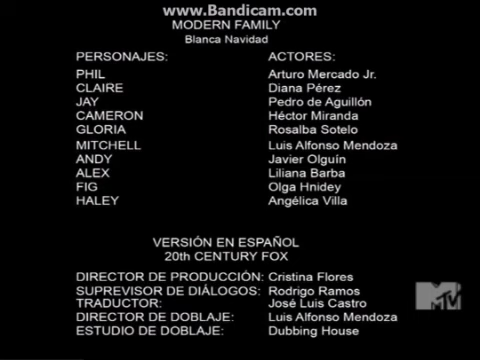 www.Bandicam.com
MODERN FAMILY
Blanca Navidad
PERSONAJES: ACTORES:
PHIL Arturo Mercado Jr.
CLAIRE Diana Pérez
JAY Pedro de Aguillón
CAMERON Héctor Miranda
GLORIA Rosalba Sotelo
MITCHELL Luis Alfonso Mendoza
ANDY Javier Olguín
ALEX Liliana Barba
FIG Olga Hnidey
HALEY Angélica Villa
VERSIÓN EN ESPAÑOL
20th CENTURY FOX
DIRECTOR DE PRODUCCIÓN: Cristina Flores
SUPREVISOR DE DIÁLOGOS: Rodrigo Ramos
TRADUCTOR: José Luis Castro
DIRECTOR DE DOBLAJE: Luis Alfonso Mendoza
ESTUDIO DE DOBLAJE: Dubbing House
MTV